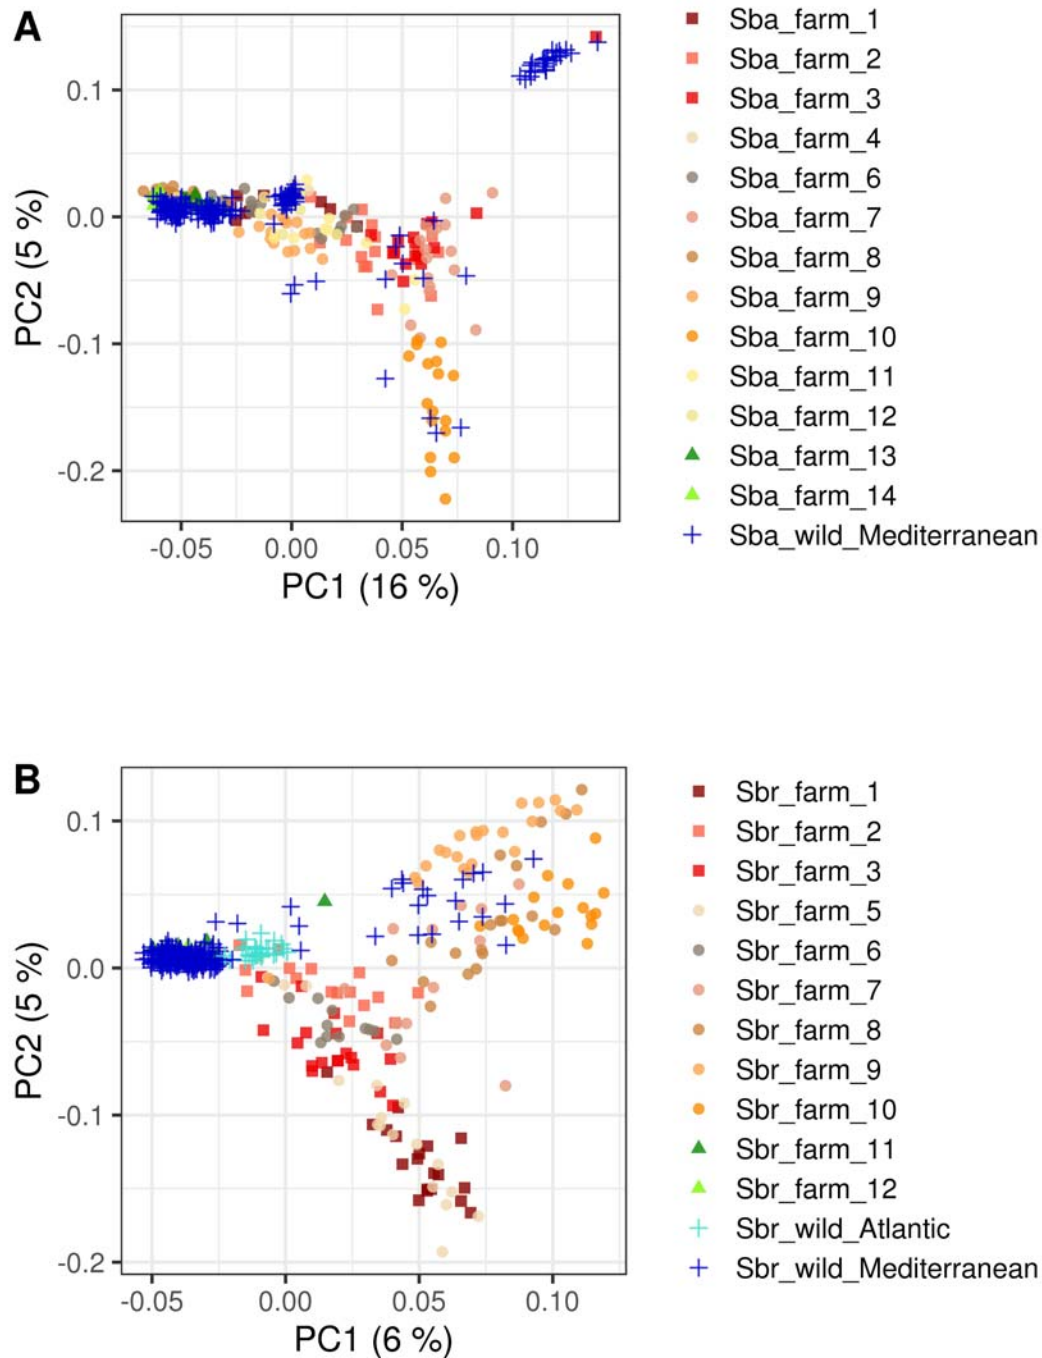 A
0.1
0.0
-0.1
-0.2
PC2 (5 %)
-0.05
0.00
0.05
0.10
PC1 (16 %)
Sba_farm_1
Sba_farm_2
Sba_farm_3
Sba_farm_4
Sba_farm_6
Sba_farm_7
Sba_farm_8
Sba_farm_9
Sba_farm_10
Sba_farm_11
Sba_farm_12
Sba_farm_13
Sba_farm_14
Sba_wild_Mediterranean
B
0.1
0.0
-0.1
-0.2
PC2 (5 %)
-0.05
0.00
0.05
0.10
PC1 (6 %)
Sbr_farm_1
Sbr_farm_2
Sbr_farm_3
Sbr_farm_5
Sbr_farm_6
Sbr_farm_7
Sbr_farm_8
Sbr_farm_9
Sbr_farm_10
Sbr_farm_11
Sbr_farm_12
Sbr_wild_Atlantic
Sbr_wild_Mediterranean